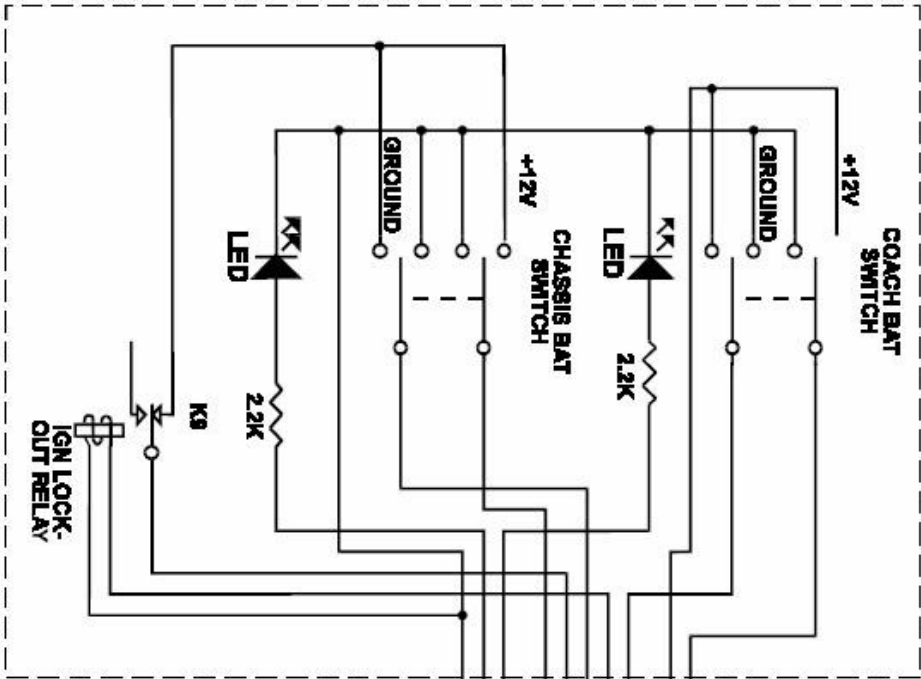 GROUND
+12V
GROUND
+12V
COACH BAT
SWITCH
LED
CHASSIS BAT
SWITCH
LED
2.2K
2.2K
K9
IGN LOCK-
OUT RELAY